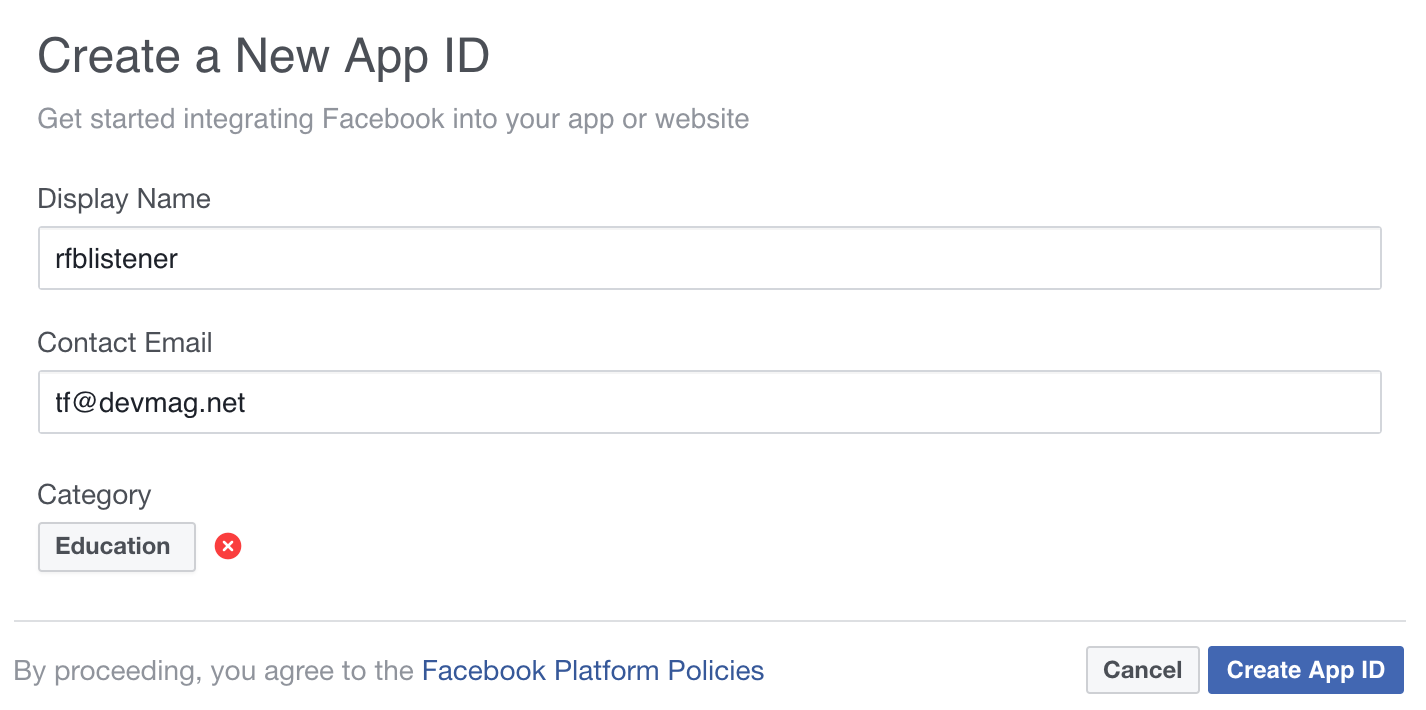 Create a New App ID
Get started integrating Facebook into your app or website
Display Name
rfblistener
Contact Email
tf@devmag.net
Category
Education
By proceeding, you agree to the Facebook Platform Policies
Cancel
Create App ID